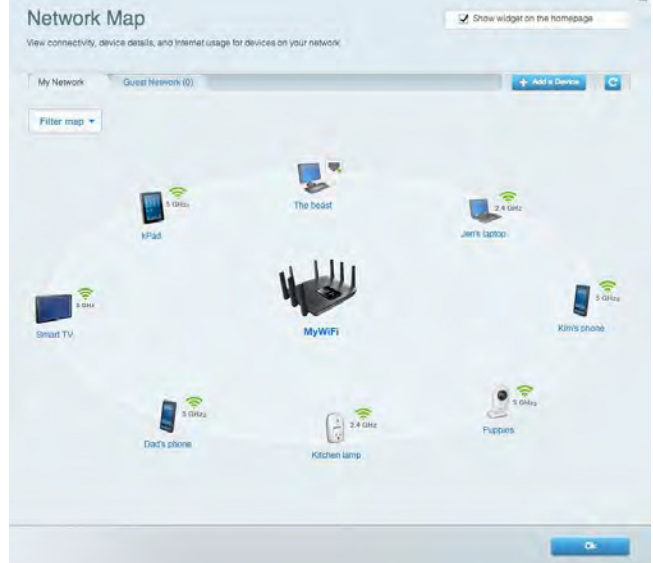 Network Map
Show widget on the homepage
View connectivity, device details, and Internet usage for devices on your network.
My Network
Guest Network (0)
+ Add a Device
Filter map
The beast
5 GHz
kPad
2.4 GHz
Jen's laptop
5 GHz
Smart TV
MyWiFi
5 GHz
Kim's phone
5 GHz
Dad's phone
2.4 GHz
Kitchen lamp
5 GHz
Puppies
Ok